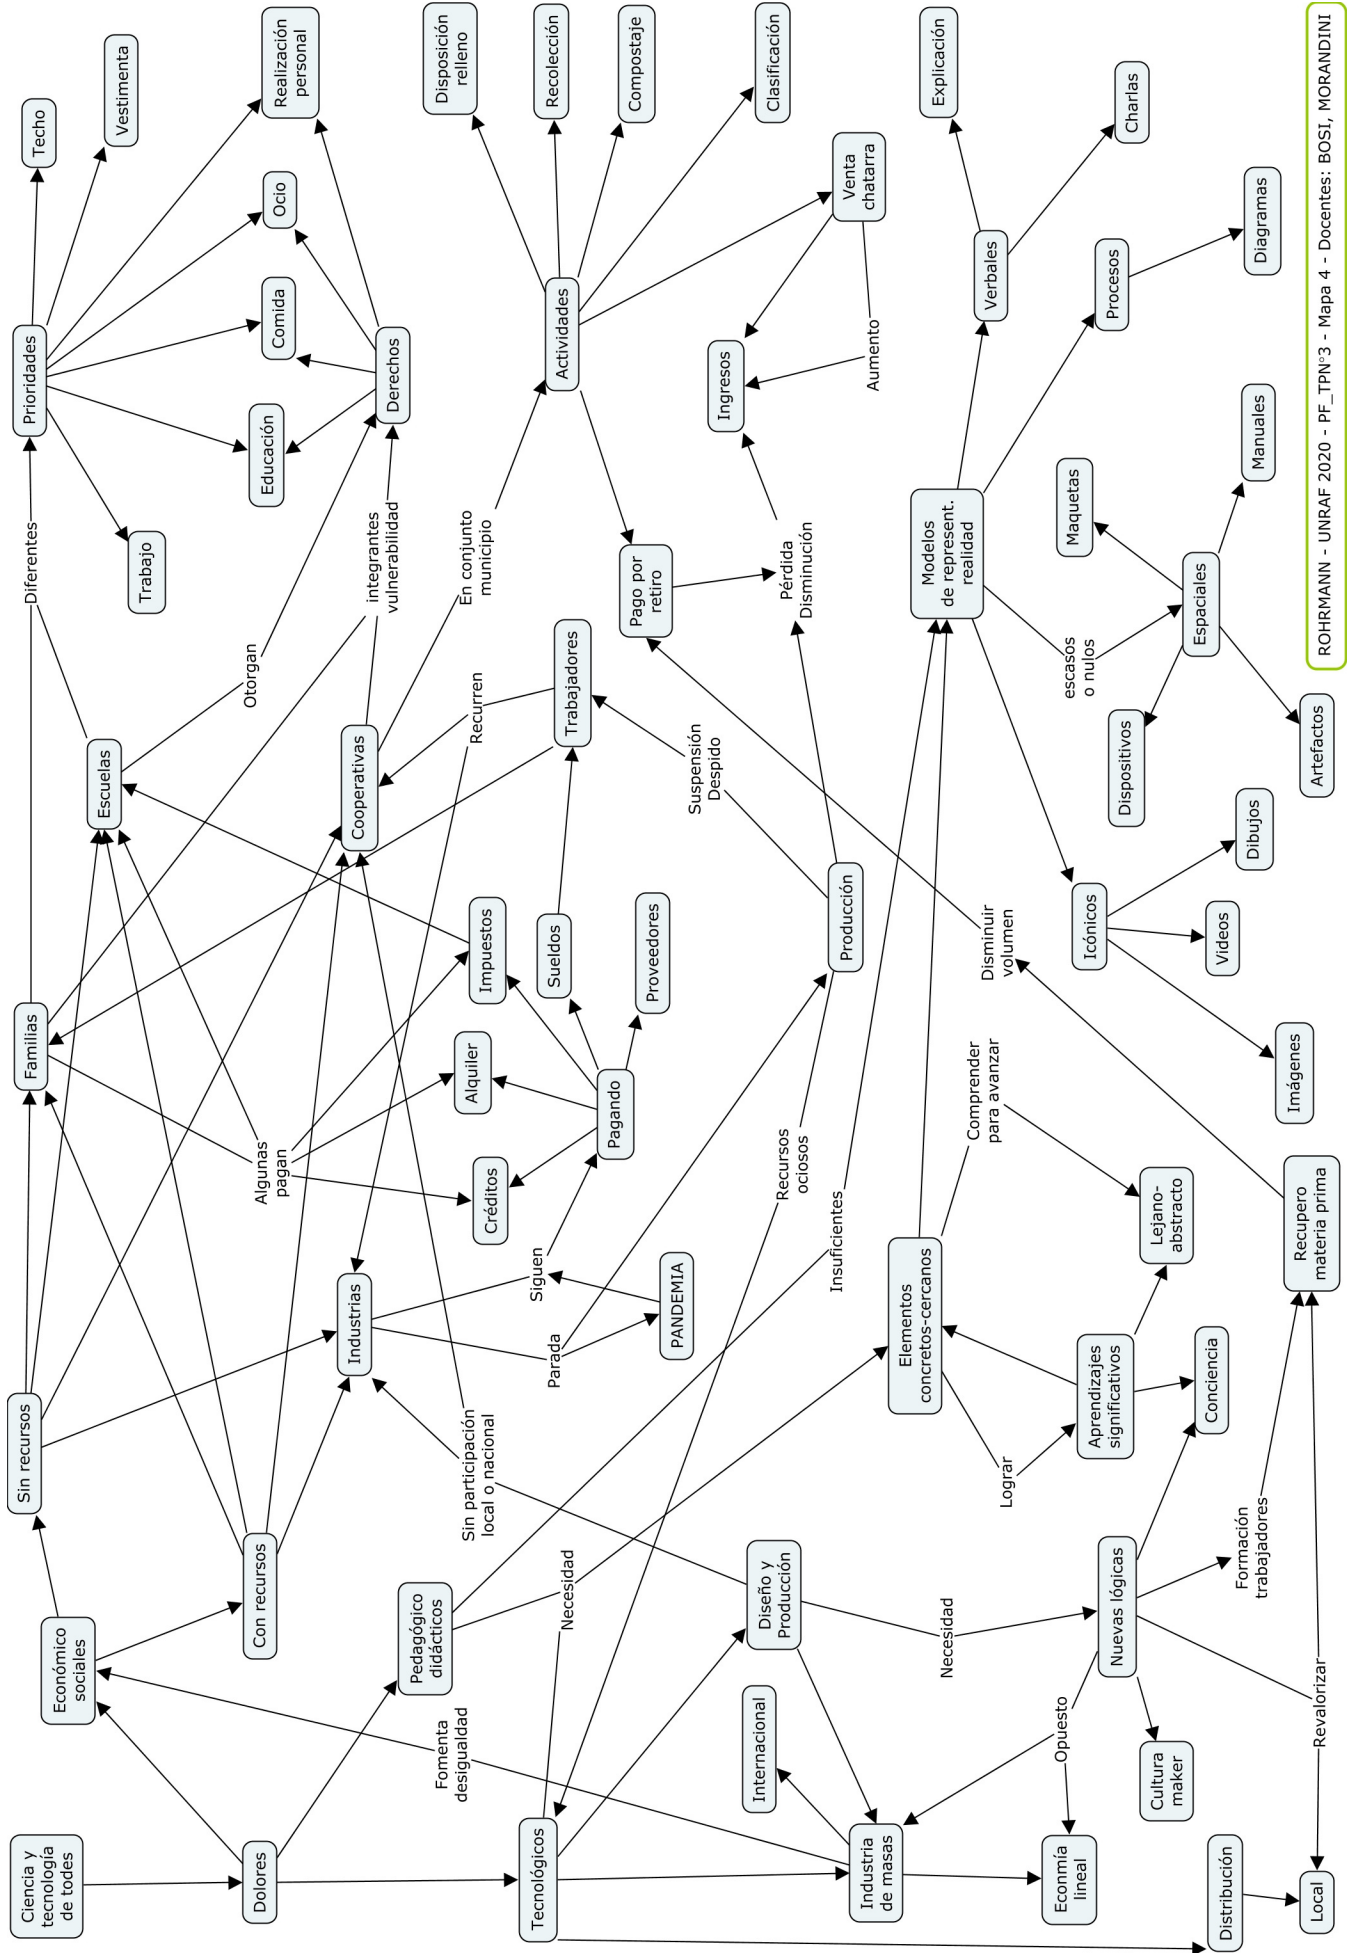 Ciencia y
tecnología
de todes
Dolores
Económico
sociales
Sin recursos
Con recursos
Pedagógico
didácticos
Fomenta
desigualdad
Tecnológicos
Necesidad
Internacional
Industria
de masas
Diseño y
Producción
Sin participación
local o nacional
Econmía
lineal
Opuesto
Necesidad
Nuevas lógicas
Cultura
maker
Distribución
Local
Revalorizar
Formación
trabajadores
Conciencia
Recupero
materia prima
Lograr
Aprendizajes
significativos
Lejano-
abstracto
Elementos
concretos-cercanos
Comprender
para avanzar
Insuficientes
Recursos
ociosos
Parada
PANDEMIA
Siguen
Industrias
Algunas
pagan
Familias
Créditos
Alquiler
Impuestos
Pagando
Sueldos
Proveedores
Producción
Disminuir
volumen
Suspensión
Despido
Escuelas
Cooperativas
Trabajadores
Recurren
Otorgan
Diferentes
integrantes
vulnerabilidad
En conjunto
municipio
Prioridades
Trabajo
Educación
Comida
Ocio
Realización
personal
Vestimenta
Techo
Derechos
Actividades
Disposición
relleno
Recolección
Compostaje
Clasificación
Venta
chatarra
Aumento
Ingresos
Pago por
retiro
Pérdida
Disminución
Modelos
de represent.
realidad
Verbales
Explicación
Charlas
Procesos
Diagramas
escasos
o nulos
Espaciales
Maquetas
Manuales
Dispositivos
Artefactos
Icónicos
Dibujos
Videos
Imágenes
ROHRMANN - UNRAF 2020 - PF_TPN°3 - Mapa 4 - Docentes: BOSI, MORANDINI